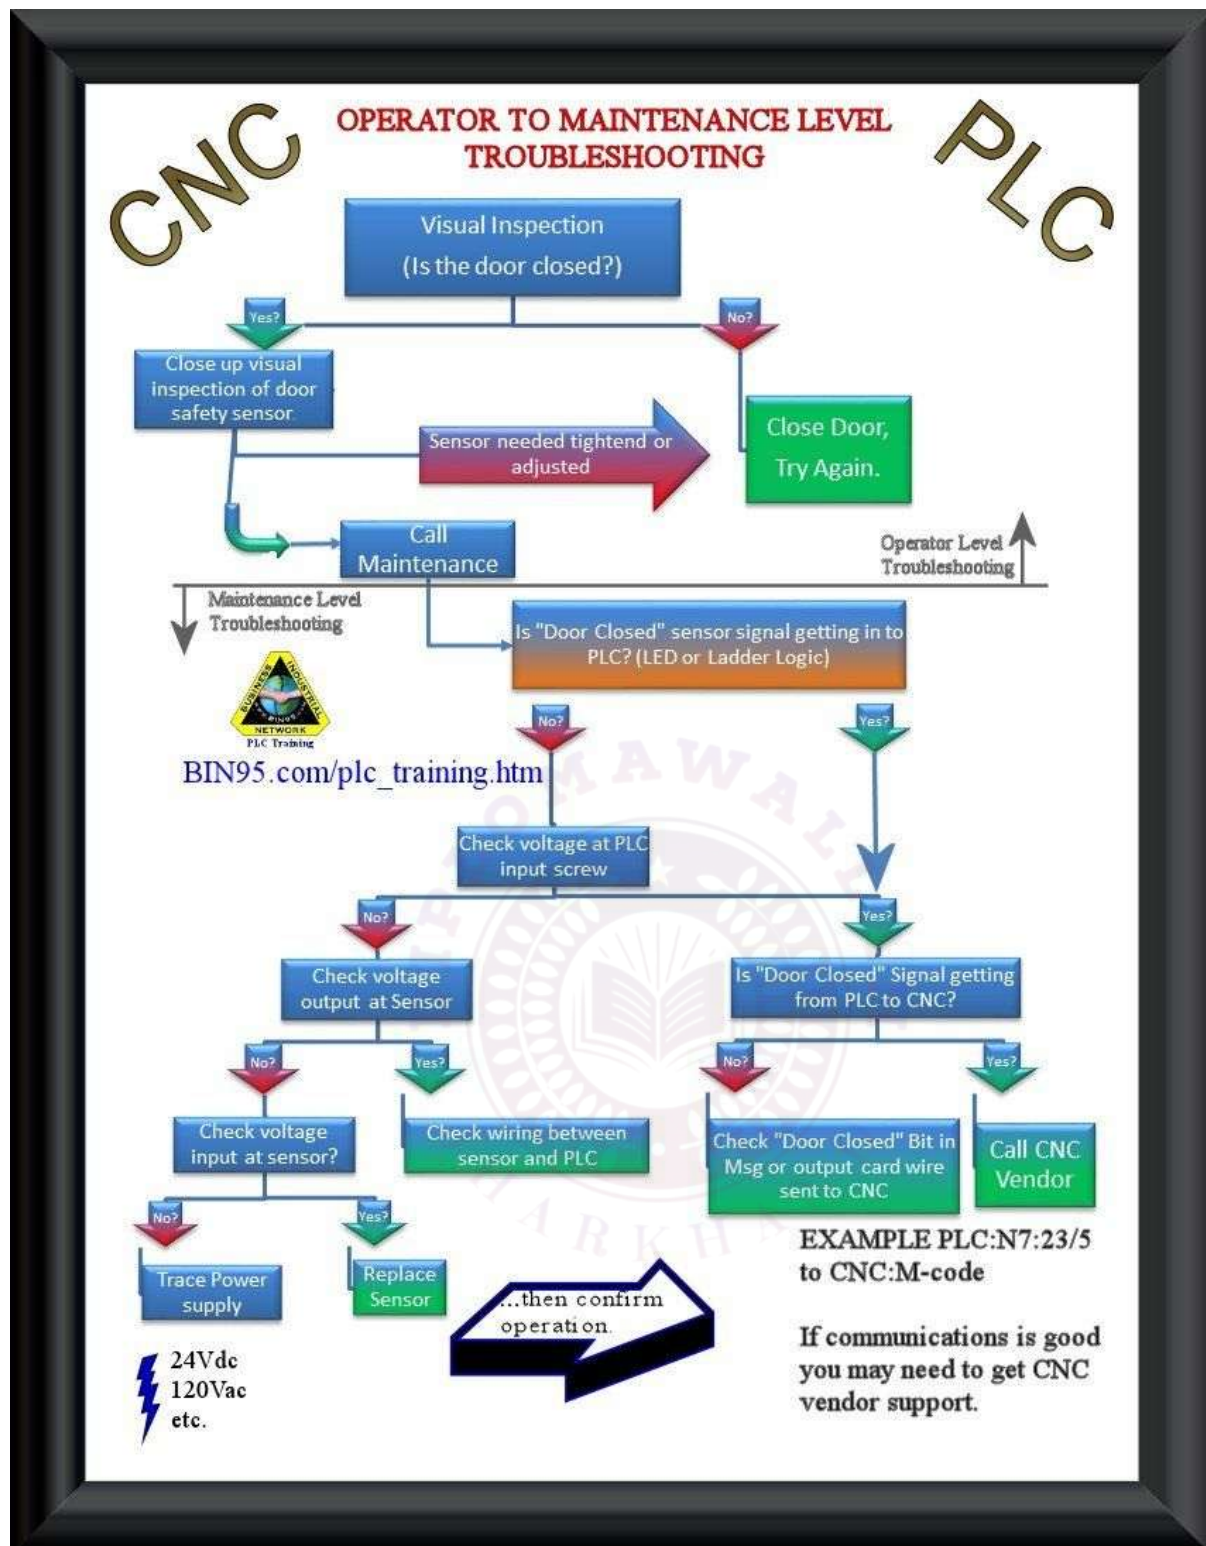 CNC
PLC
OPERATOR TO MAINTENANCE LEVEL
TROUBLESHOOTING
Visual Inspection
(Is the door closed?)
Yes?
No?
Close up visual
inspection of door
safety sensor
Sensor needed tightend or
adjusted
Close Door,
Try Again.
Call
Maintenance
Operator Level
Troubleshooting
Maintenance Level
Troubleshooting
Is "Door Closed" sensor signal getting in to
PLC? (LED or Ladder Logic)
BUSINESS
INDUSTRIAL
BIN95
NETWORK
PLC Training
BIN95.com/plc_training.htm
No?
Yes?
Check voltage at PLC
input screw
No?
Yes?
Check voltage
output at Sensor
Is "Door Closed" Signal getting
from PLC to CNC?
No?
Yes?
No?
Yes?
Check voltage
input at sensor?
Check wiring between
sensor and PLC
Check "Door Closed" Bit in
Msg or output card wire
sent to CNC
Call CNC
Vendor
No?
Yes?
Trace Power
supply
Replace
Sensor
...then confirm
operation.
EXAMPLE PLC:N7:23/5
to CNC:M-code
If communications is good
you may need to get CNC
vendor support.
24Vdc
120Vac
etc.